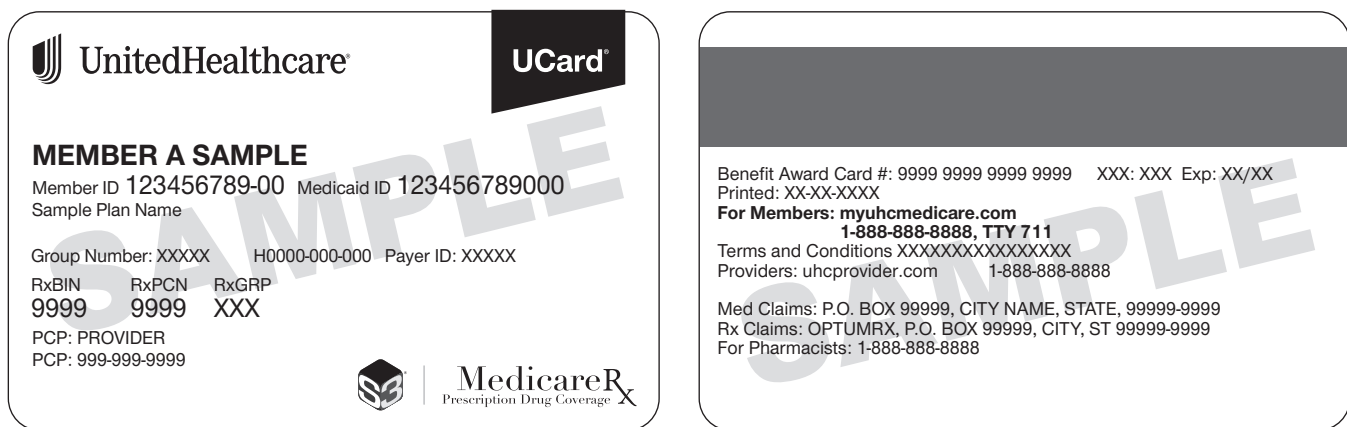 UnitedHealthcare®
UCard®
SAMPLE
MEMBER A SAMPLE
Member ID 123456789-00 Medicaid ID 123456789000
Sample Plan Name
Group Number: XXXXX H0000-000-000 Payer ID: XXXXX
RxBIN RxPCN RxGRP
9999 9999 XXX
PCP: PROVIDER
PCP: 999-999-9999
S3
MedicareRx
Prescription Drug Coverage
SAMPLE
Benefit Award Card #: 9999 9999 9999 9999 XXX: XXX Exp: XX/XX
Printed: XX-XX-XXXX
For Members: myuhcmedicare.com
1-888-888-8888, TTY 711
Terms and Conditions XXXXXXXXXXXXXXXX
Providers: uhcprovider.com 1-888-888-8888
Med Claims: P.O. BOX 99999, CITY NAME, STATE, 99999-9999
Rx Claims: OPTUMRX, P.O. BOX 99999, CITY, ST 99999-9999
For Pharmacists: 1-888-888-8888